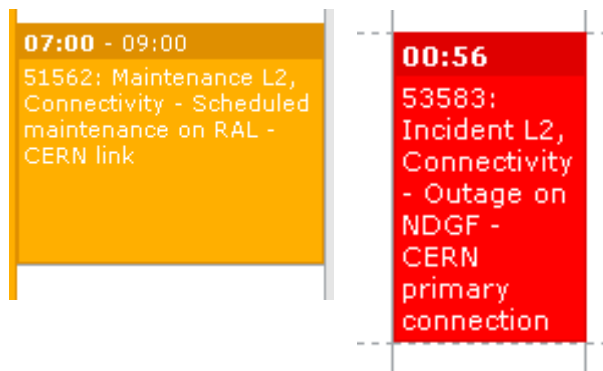 07:00 - 09:00
51562: Maintenance L2,
Connectivity - Scheduled
maintenance on RAL -
CERN link
00:56
53583:
Incident L2,
Connectivity
- Outage on
NDGF -
CERN
primary
connection